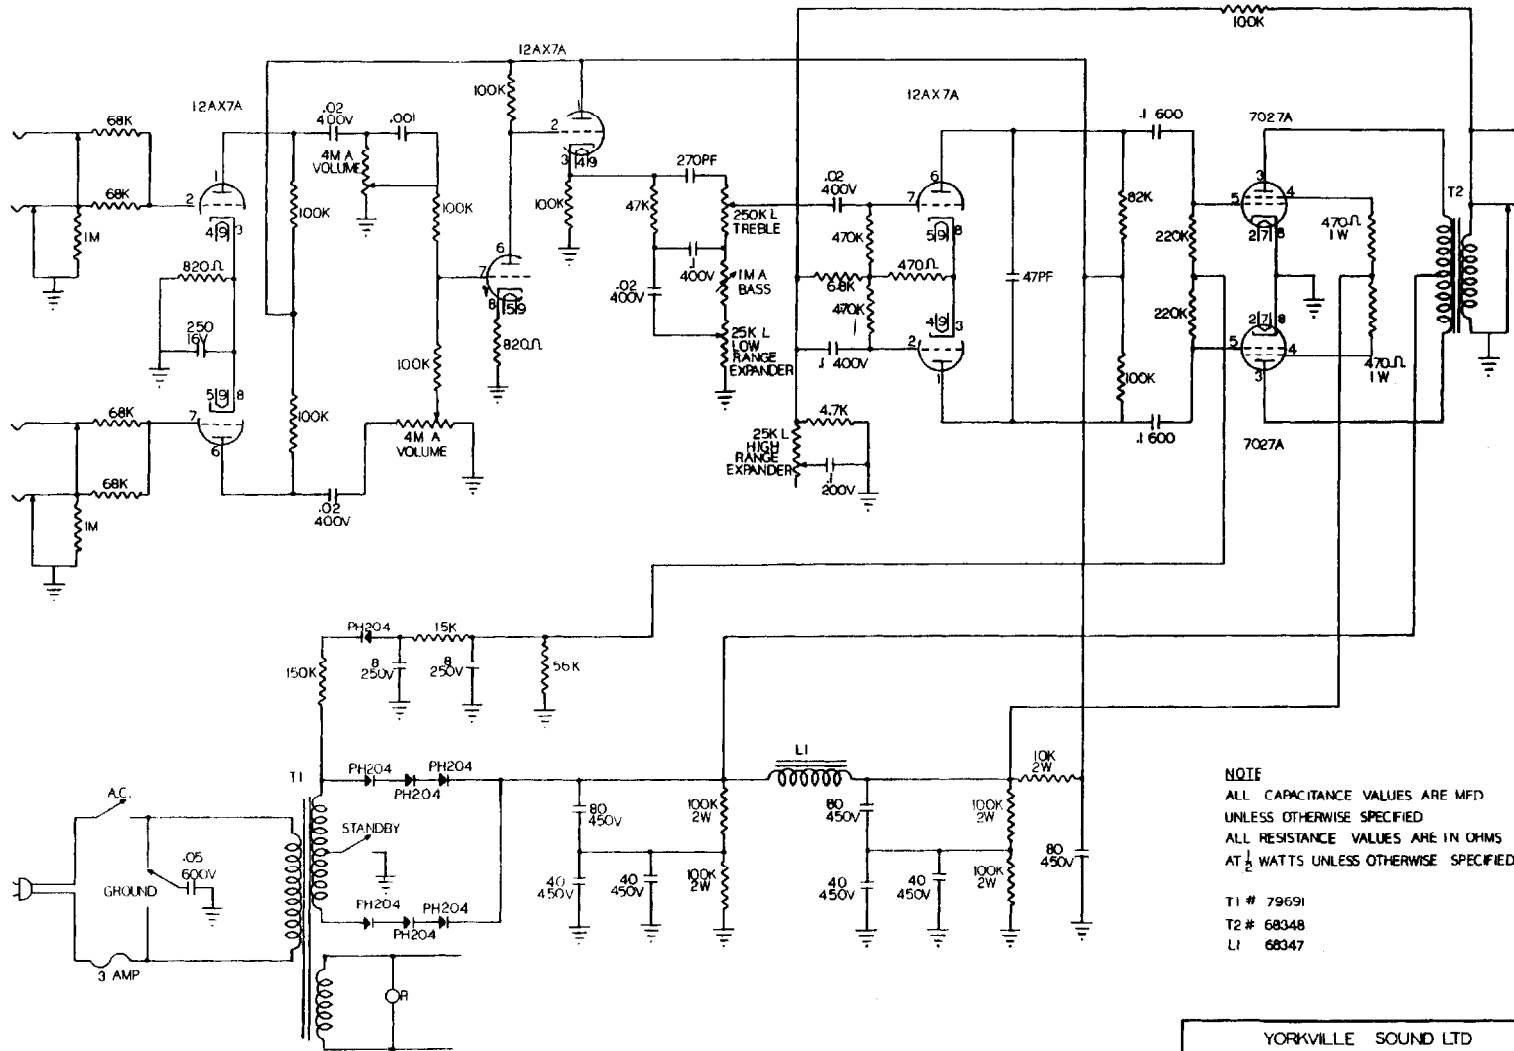 100K
12AX7A
12AX7A
100K
12AX7A
.02
400V
.001
.1 600
7027A
68K
1
2
4M A
VOLUME
2
3
4
9
270PF
.02
400V
6
7
3
4
5
T2
68K
2
4
9
3
100K
100K
100K
47K
250K L
TREBLE
470K
5
9
8
82K
2
7
8
470Ω
1W
1M
820Ω
6
7
.1
400V
1M A
BASS
6.8K
470Ω
47PF
220K
220K
.02
400V
8
5
9
470K
4
9
3
2
7
8
250
16V
820Ω
25K L
LOW
RANGE
EXPANDER
.1 400V
2
1
5
4
3
470Ω
1W
100K
100K
5
9
8
68K
7
6
100K
4M A
VOLUME
4.7K
25K L
HIGH
RANGE
EXPANDER
.1
200V
.1 600
7027A
68K
.02
400V
1M
PH204
15K
150K
8
250V
8
250V
56K
T1
PH204
PH204
PH204
L1
10K
2W
A.C.
STANDBY
80
450V
100K
2W
80
450V
100K
2W
80
450V
.05
600V
GROUND
40
450V
40
450V
100K
2W
40
450V
40
450V
100K
2W
PH204
PH204
PH204
3 AMP
R
NOTE
ALL CAPACITANCE VALUES ARE MFD
UNLESS OTHERWISE SPECIFIED
ALL RESISTANCE VALUES ARE IN OHMS
AT 1/2 WATTS UNLESS OTHERWISE SPECIFIED
T1 # 79691
T2 # 68348
L1 68347
YORKVILLE SOUND LTD